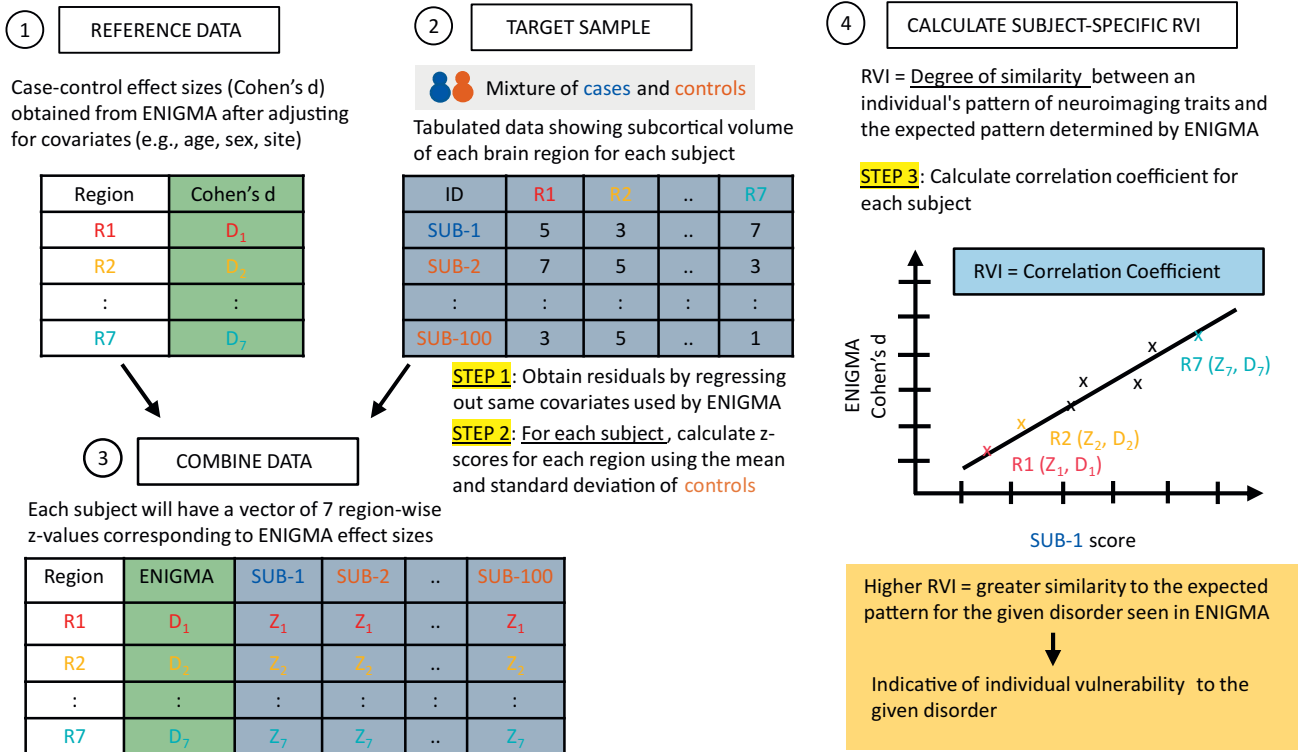 1
REFERENCE DATA
Case-control effect sizes (Cohen's d)
obtained from ENIGMA after adjusting
for covariates (e.g., age, sex, site)
Region Cohen's d
R1 D1
R2 D2
: :
R7 D7
2
TARGET SAMPLE
Mixture of cases and controls
Tabulated data showing subcortical volume
of each brain region for each subject
ID R1 R2 .. R7
SUB-1 5 3 .. 7
SUB-2 7 5 .. 3
: : : : :
SUB-100 3 5 .. 1
STEP 1: Obtain residuals by regressing
out same covariates used by ENIGMA
STEP 2: For each subject, calculate z-
scores for each region using the mean
and standard deviation of controls
3
COMBINE DATA
Each subject will have a vector of 7 region-wise
z-values corresponding to ENIGMA effect sizes
Region ENIGMA SUB-1 SUB-2 .. SUB-100
R1 D1 Z1 Z1 .. Z1
R2 D2 Z2 Z2 .. Z2
: : : : : :
R7 D7 Z7 Z7 .. Z7
4
CALCULATE SUBJECT-SPECIFIC RVI
RVI = Degree of similarity between an
individual's pattern of neuroimaging traits and
the expected pattern determined by ENIGMA
STEP 3: Calculate correlation coefficient for
each subject
RVI = Correlation Coefficient
ENIGMA
Cohen's d
R7 (Z7, D7)
R2 (Z2, D2)
R1 (Z1, D1)
SUB-1 score
Higher RVI = greater similarity to the expected
pattern for the given disorder seen in ENIGMA
Indicative of individual vulnerability to the
given disorder